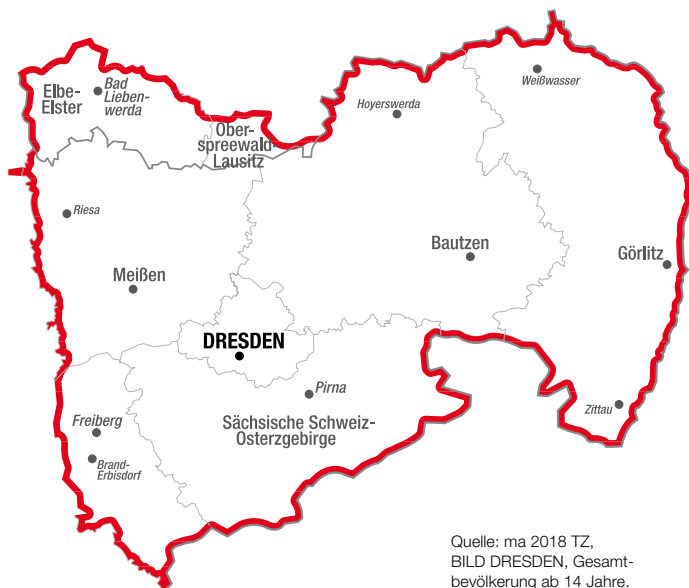 Elbe-
Elster
Bad
Lieben-
werda
Ober-
spreewald-
Lausitz
Hoyerswerda
Weißwasser
Riesa
Meißen
Bautzen
Görlitz
DRESDEN
Pirna
Sächsische Schweiz-
Osterzgebirge
Freiberg
Brand-
Erbisdorf
Zittau
Quelle: ma 2018 TZ,
BILD DRESDEN, Gesamt-
bevölkerung ab 14 Jahre.